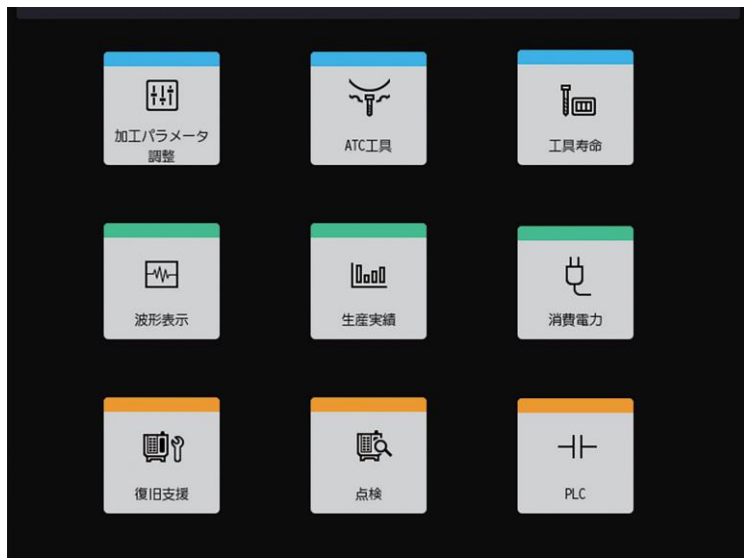 加工パラメータ
調整
ATC工具
工具寿命
波形表示
生産実績
消費電力
復旧支援
点検
PLC